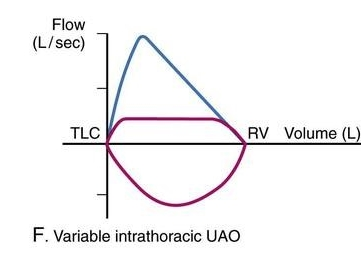 Flow
(L/sec)
TLC
RV
Volume (L)
F. Variable intrathoracic UAO